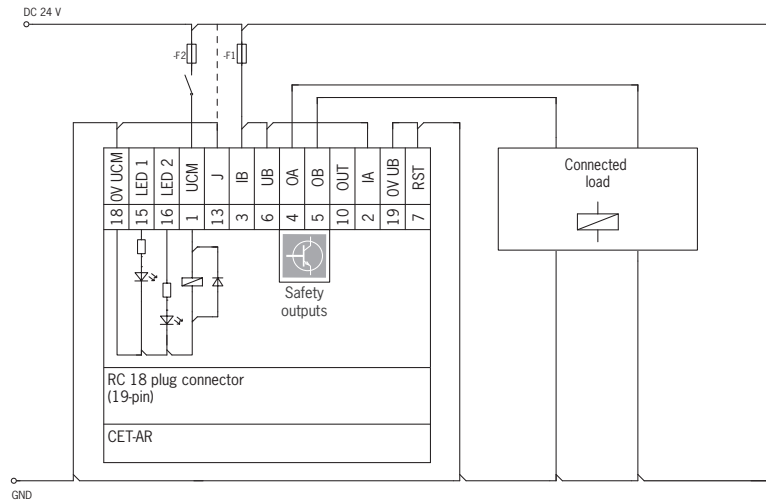 DC 24 V
-F2
-F1
0V UCM
LED 1
LED 2
UCM
J
IB
UB
OA
OB
OUT
IA
0V UB
RST
18
15
16
1
13
3
6
4
5
10
2
19
7
Connected
load
Safety
outputs
RC 18 plug connector
(19-pin)
CET-AR
GND